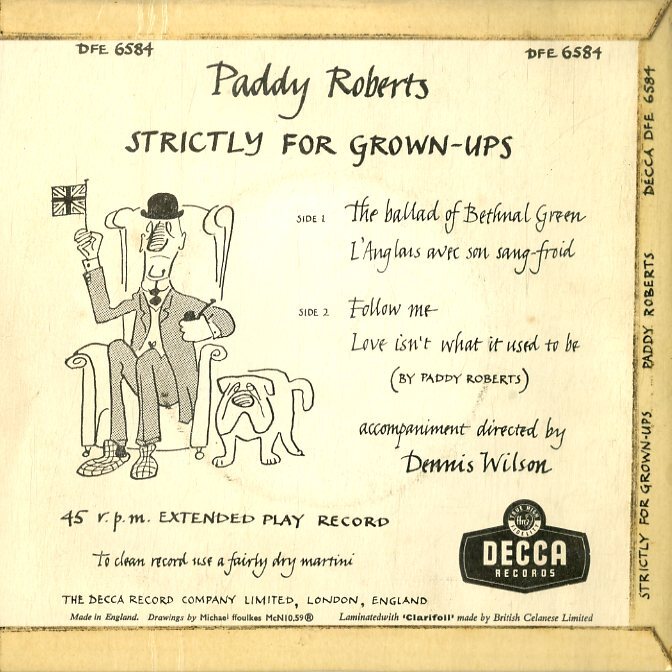 DFE 6584
DFE 6584
Paddy Roberts
STRICTLY FOR GROWN-UPS
SIDE 1 The ballad of Bethnal Green
L'Anglais avec son sang-froid
SIDE 2 Follow me
Love isn't what it used to be
(BY PADDY ROBERTS)
accompaniment directed by
Dennis Wilson
45 r.p.m. EXTENDED PLAY RECORD
To clean record use a fairly dry martini
DECCA
RECORDS
THE DECCA RECORD COMPANY LIMITED, LONDON, ENGLAND
Made in England. Drawings by Michael ffoulkes McN10.59® Laminatedwith 'Clarifoil' made by British Celanese Limited
STRICTLY FOR GROWN-UPS ... PADDY ROBERTS DECCA DFE 6584